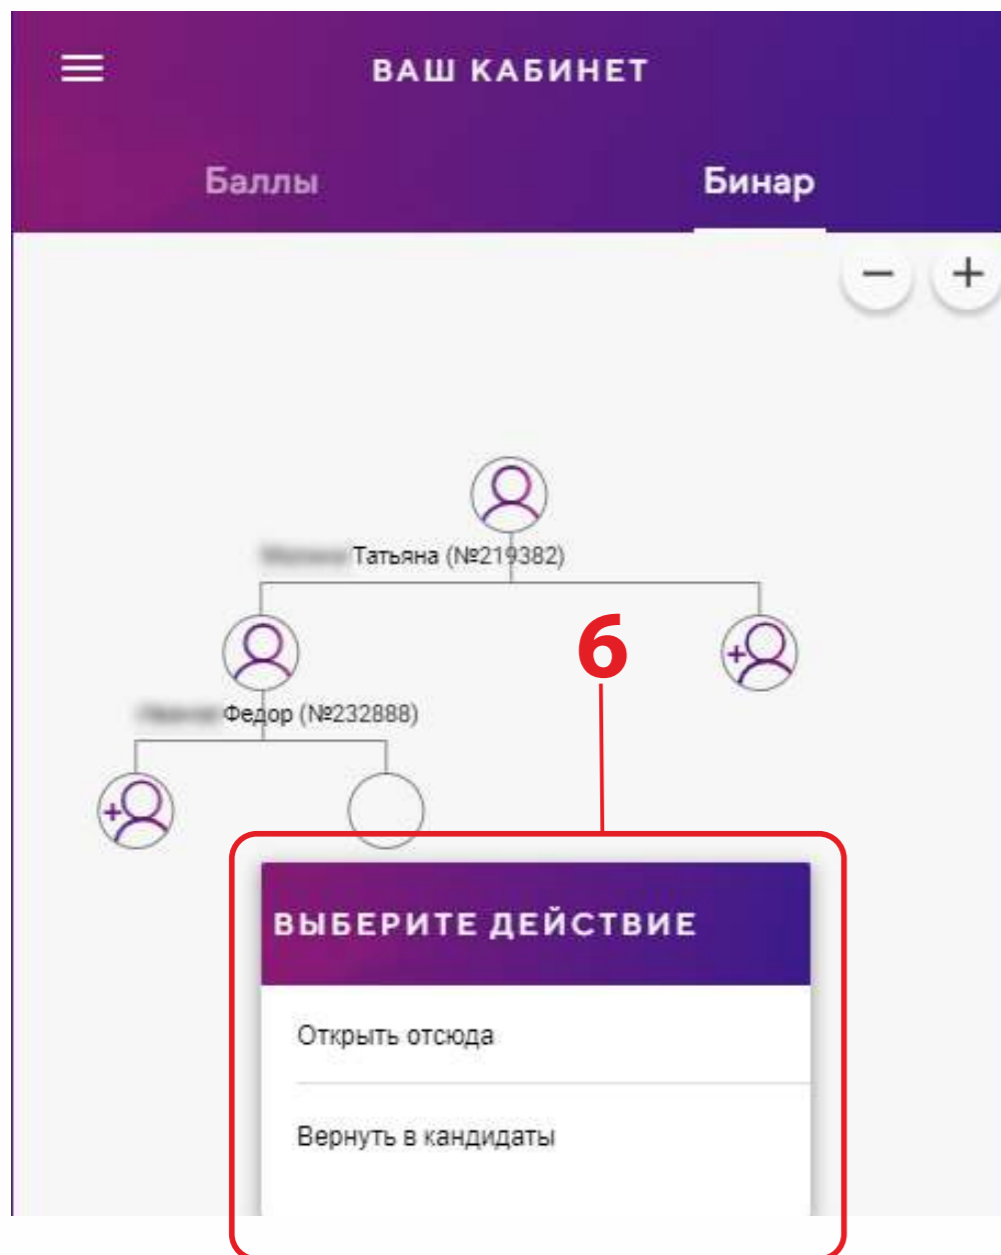 ВАШ КАБИНЕТ
Баллы Бинар
Татьяна (№219382)
6
Федор (№232888)
ВЫБЕРИТЕ ДЕЙСТВИЕ
Открыть отсюда
Вернуть в кандидаты